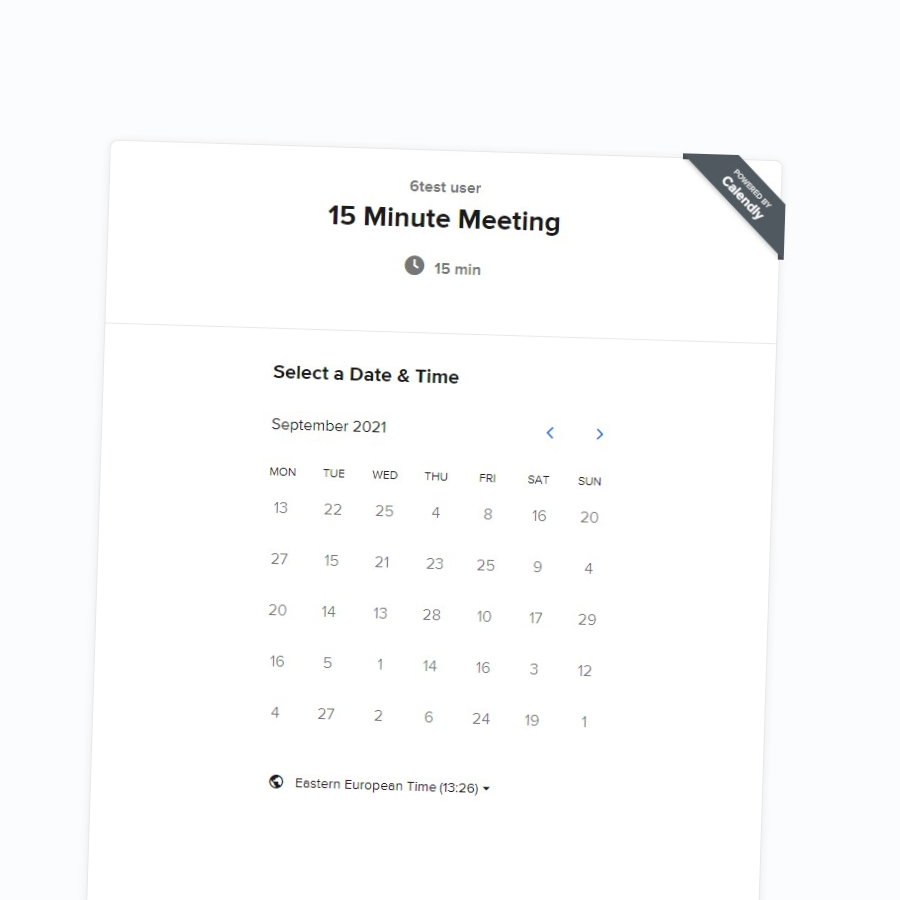 POWERED BY
Calendly
6test user
15 Minute Meeting
15 min
Select a Date & Time
September 2021
MON TUE WED THU FRI SAT SUN
13 22 25 4 8 16 20
27 15 21 23 25 9 4
20 14 13 28 10 17 29
16 5 1 14 16 3 12
4 27 2 6 24 19 1
Eastern European Time (13:26)